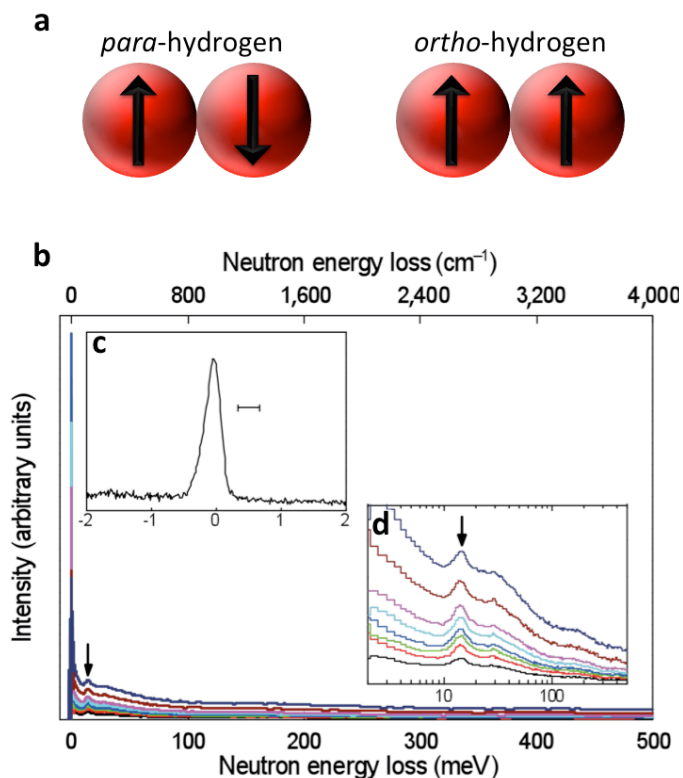 a
para-hydrogen ortho-hydrogen
b
Neutron energy loss (cm⁻¹)
0 800 1,600 2,400 3,200 4,000
Intensity (arbitrary units)
c
-2 -1 0 1 2
d
10 100
0 100 200 300 400 500
Neutron energy loss (meV)